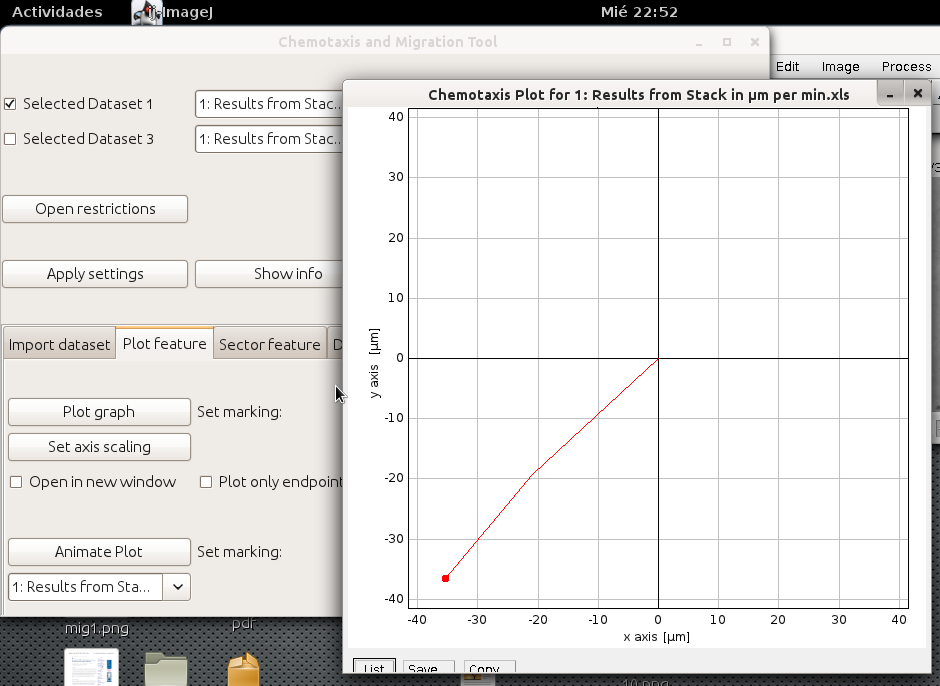 Actividades ImageJ Mié 22:52
Chemotaxis and Migration Tool
Edit Image Process
Selected Dataset 1 1: Results from Stac...
Selected Dataset 3 1: Results from Stac...
Open restrictions
Apply settings Show info
Import dataset Plot feature Sector feature D
Plot graph Set marking:
Set axis scaling
Open in new window Plot only endpoint
Animate Plot Set marking:
1: Results from Sta...
Chemotaxis Plot for 1: Results from Stack in µm per min.xls
40
30
20
10
0
-10
-20
-30
-40
y axis [µm]
-40 -30 -20 -10 0 10 20 30 40
x axis [µm]
List Save... Copy...
mig1.png pdf
10.png